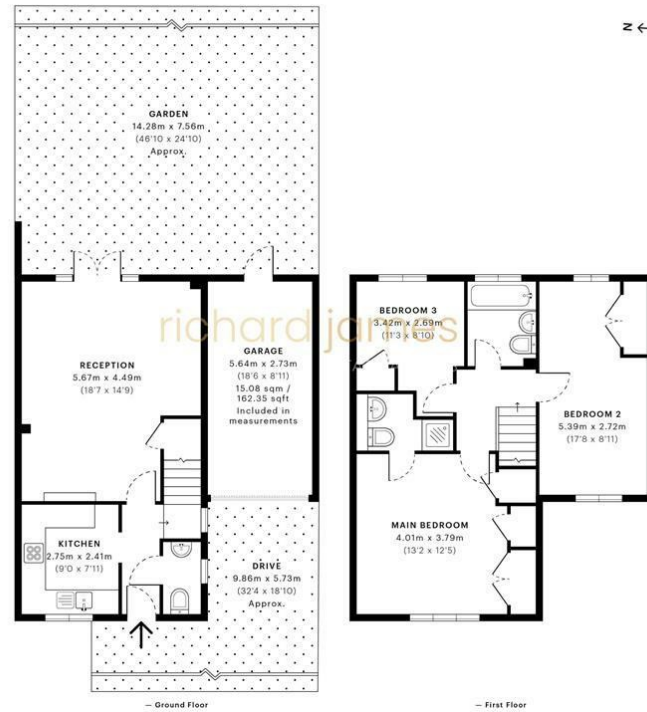 N
GARDEN
14.28m x 7.56m
(46'10 x 24'10)
Approx.
richard james
RECEPTION
5.67m x 4.49m
(18'7 x 14'9)
GARAGE
5.64m x 2.73m
(18'6 x 8'11)
15.08 sqm /
162.35 sqft
Included in
measurements
KITCHEN
2.75m x 2.41m
(9'0 x 7'11)
DRIVE
9.86m x 5.73m
(32'4 x 18'10)
Approx.
— Ground Floor
BEDROOM 3
3.42m x 2.69m
(11'3 x 8'10)
BEDROOM 2
5.39m x 2.72m
(17'8 x 8'11)
MAIN BEDROOM
4.01m x 3.79m
(13'2 x 12'5)
— First Floor